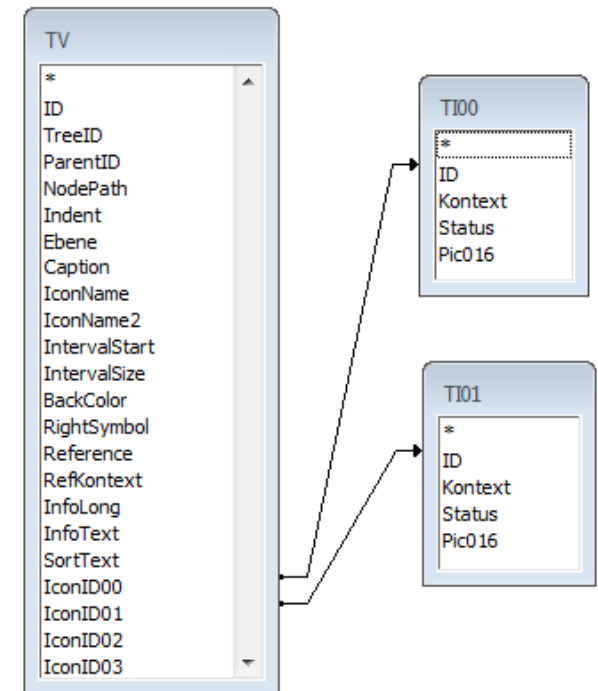 TV
*
ID
TreeID
ParentID
NodePath
Indent
Ebene
Caption
IconName
IconName2
IntervalStart
IntervalSize
BackColor
RightSymbol
Reference
RefKontext
InfoLong
InfoText
SortText
IconID00
IconID01
IconID02
IconID03
TI00
*
ID
Kontext
Status
Pic016
TI01
*
ID
Kontext
Status
Pic016